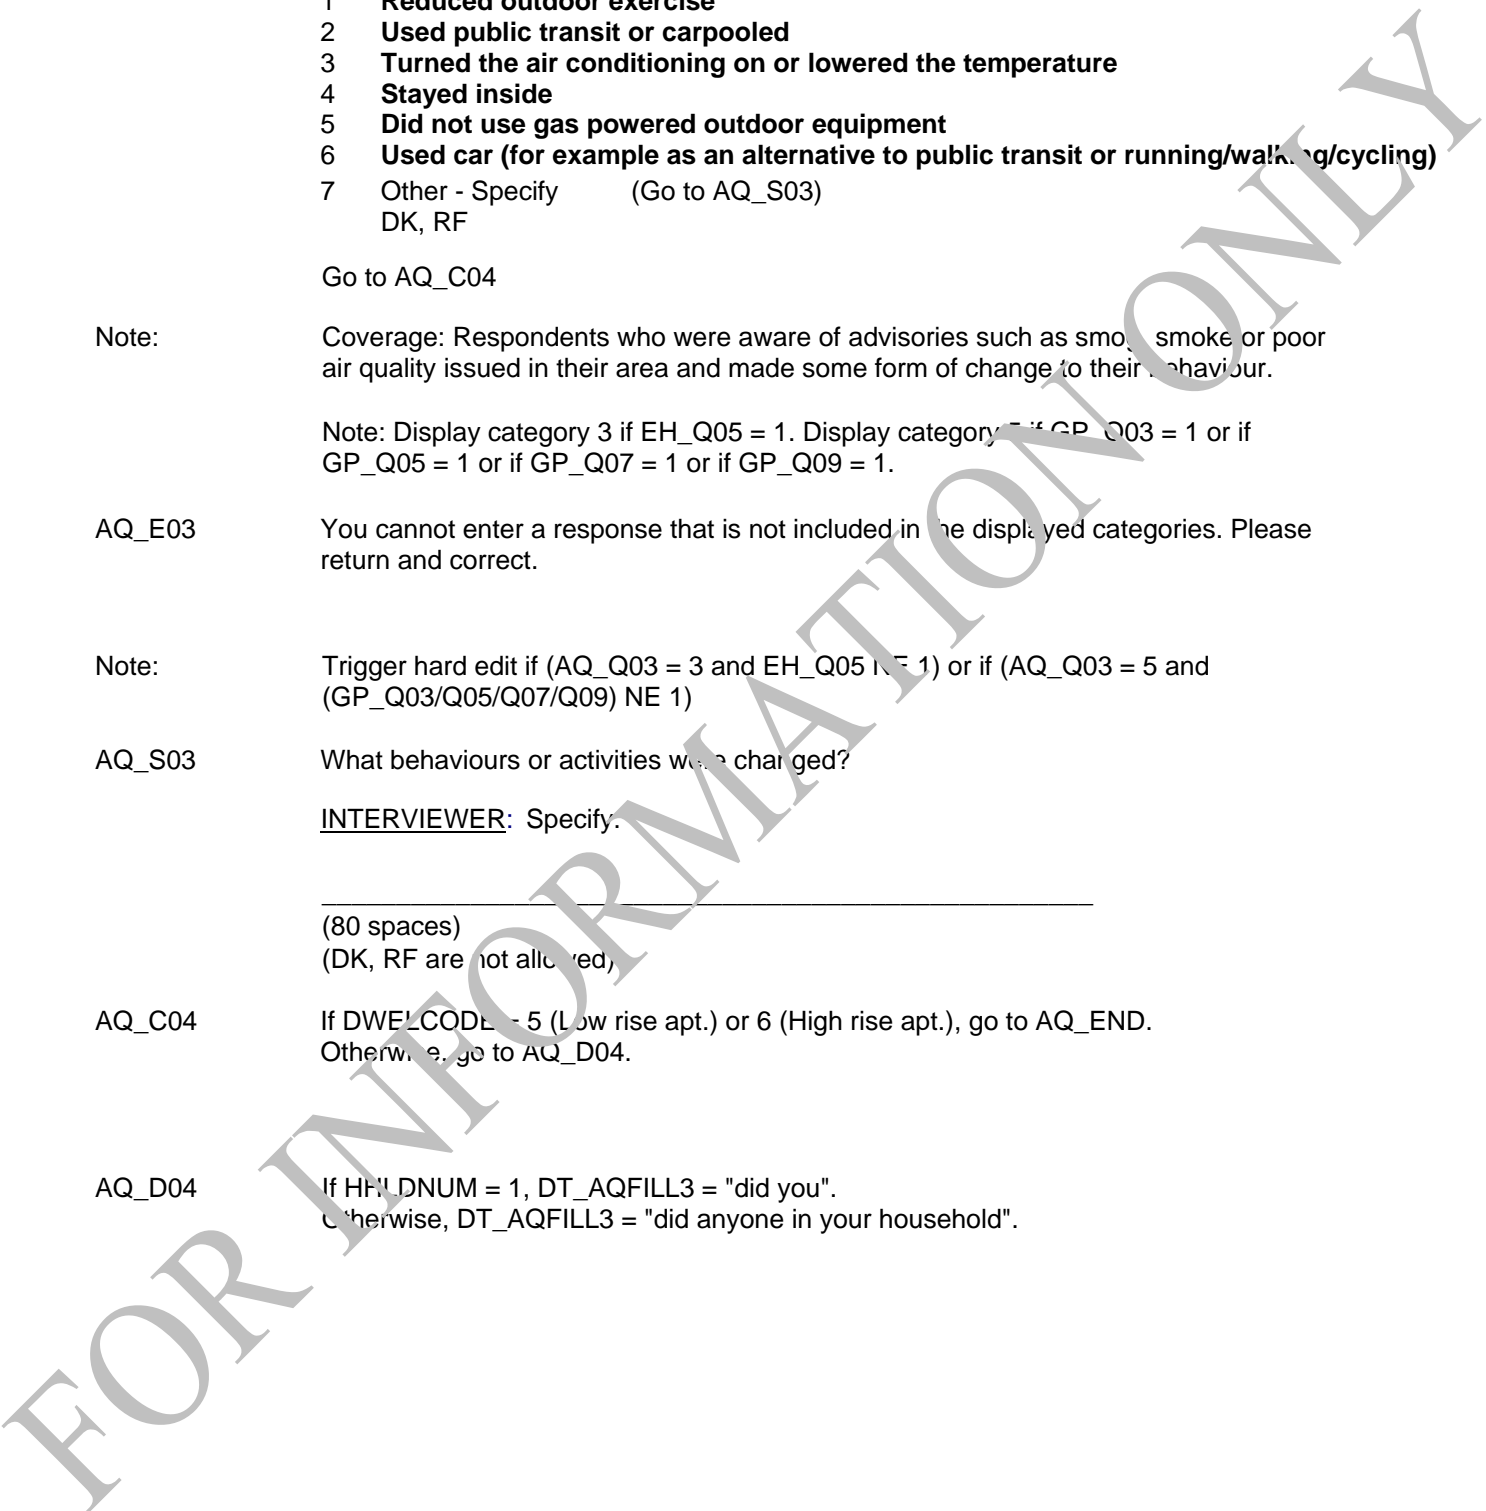 1 Reduced outdoor exercise
2 Used public transit or carpooled
3 Turned the air conditioning on or lowered the temperature
4 Stayed inside
5 Did not use gas powered outdoor equipment
6 Used car (for example as an alternative to public transit or running/walking/cycling)
7 Other - Specify (Go to AQ_S03)
DK, RF
Go to AQ_C04
Note: Coverage: Respondents who were aware of advisories such as smog, smoke or poor
air quality issued in their area and made some form of change to their behaviour.
Note: Display category 3 if EH_Q05 = 1. Display category 5 if GP_Q03 = 1 or if
GP_Q05 = 1 or if GP_Q07 = 1 or if GP_Q09 = 1.
AQ_E03 You cannot enter a response that is not included in the displayed categories. Please
return and correct.
Note: Trigger hard edit if (AQ_Q03 = 3 and EH_Q05 NE 1) or if (AQ_Q03 = 5 and
(GP_Q03/Q05/Q07/Q09) NE 1)
AQ_S03 What behaviours or activities were changed?
INTERVIEWER: Specify.
(80 spaces)
(DK, RF are not allowed)
AQ_C04 If DWELCODE = 5 (Low rise apt.) or 6 (High rise apt.), go to AQ_END.
Otherwise, go to AQ_D04.
AQ_D04 If HHLDNUM = 1, DT_AQFILL3 = "did you".
Otherwise, DT_AQFILL3 = "did anyone in your household".
FOR INFORMATION ONLY